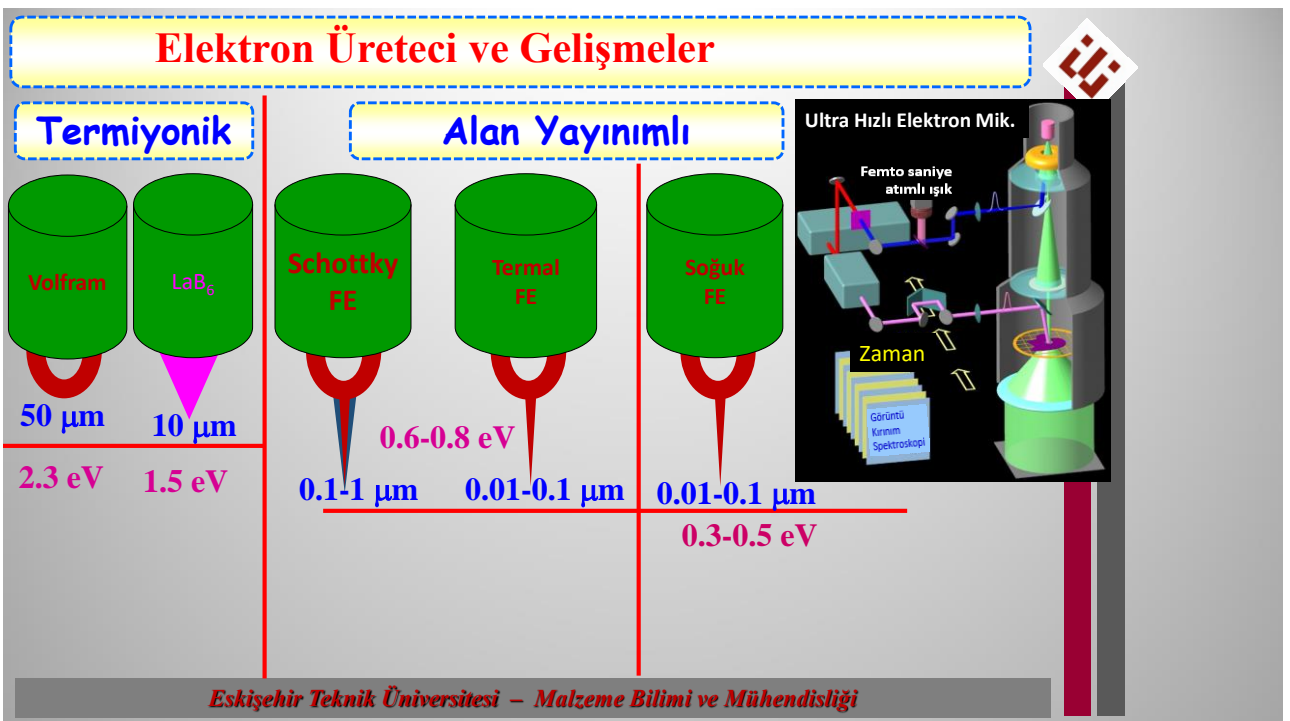 Elektron Üreteci ve Gelişmeler
Termiyonik
Alan Yayınımlı
Volfram
LaB₆
Schottky
FE
Termal
FE
Soğuk
FE
50 µm
10 µm
2.3 eV
1.5 eV
0.6-0.8 eV
0.1-1 µm
0.01-0.1 µm
0.01-0.1 µm
0.3-0.5 eV
Ultra Hızlı Elektron Mik.
Femto saniye
atımlı ışık
Zaman
Görüntü
Kırınım
Spektroskopi
Eskişehir Teknik Üniversitesi – Malzeme Bilimi ve Mühendisliği